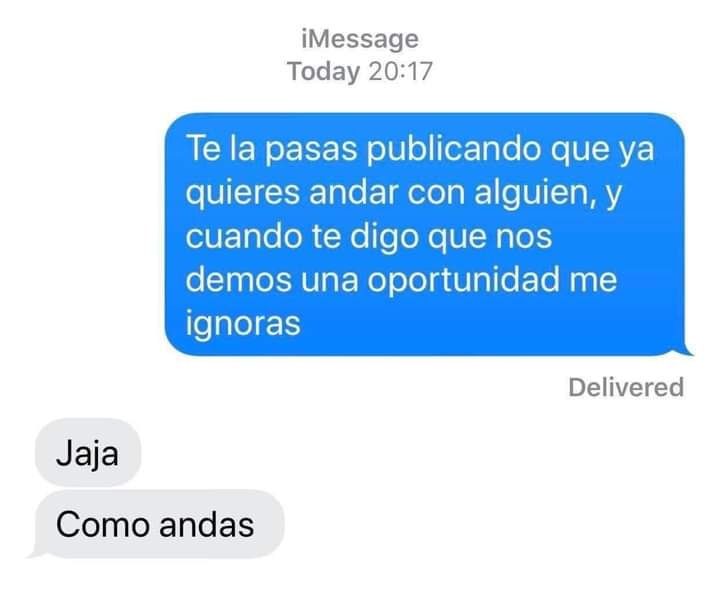 iMessage
Today 20:17
Te la pasas publicando que ya
quieres andar con alguien, y
cuando te digo que nos
demos una oportunidad me
ignoras
Delivered
Jaja
Como andas